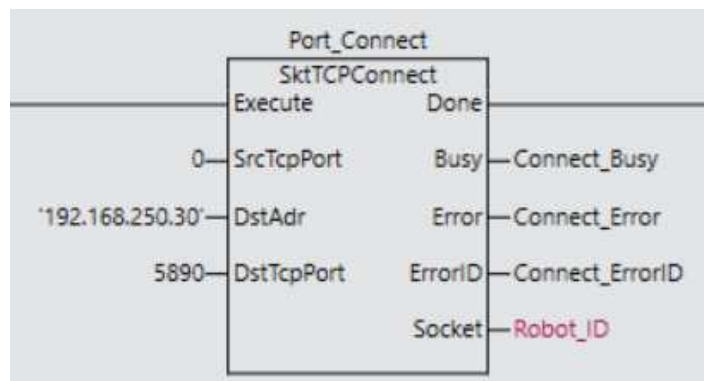 Port_Connect
SktTCPConnect
Execute Done
0 SrcTcpPort Busy Connect_Busy
'192.168.250.30' DstAdr Error Connect_Error
5890 DstTcpPort ErrorID Connect_ErrorID
Socket Robot_ID